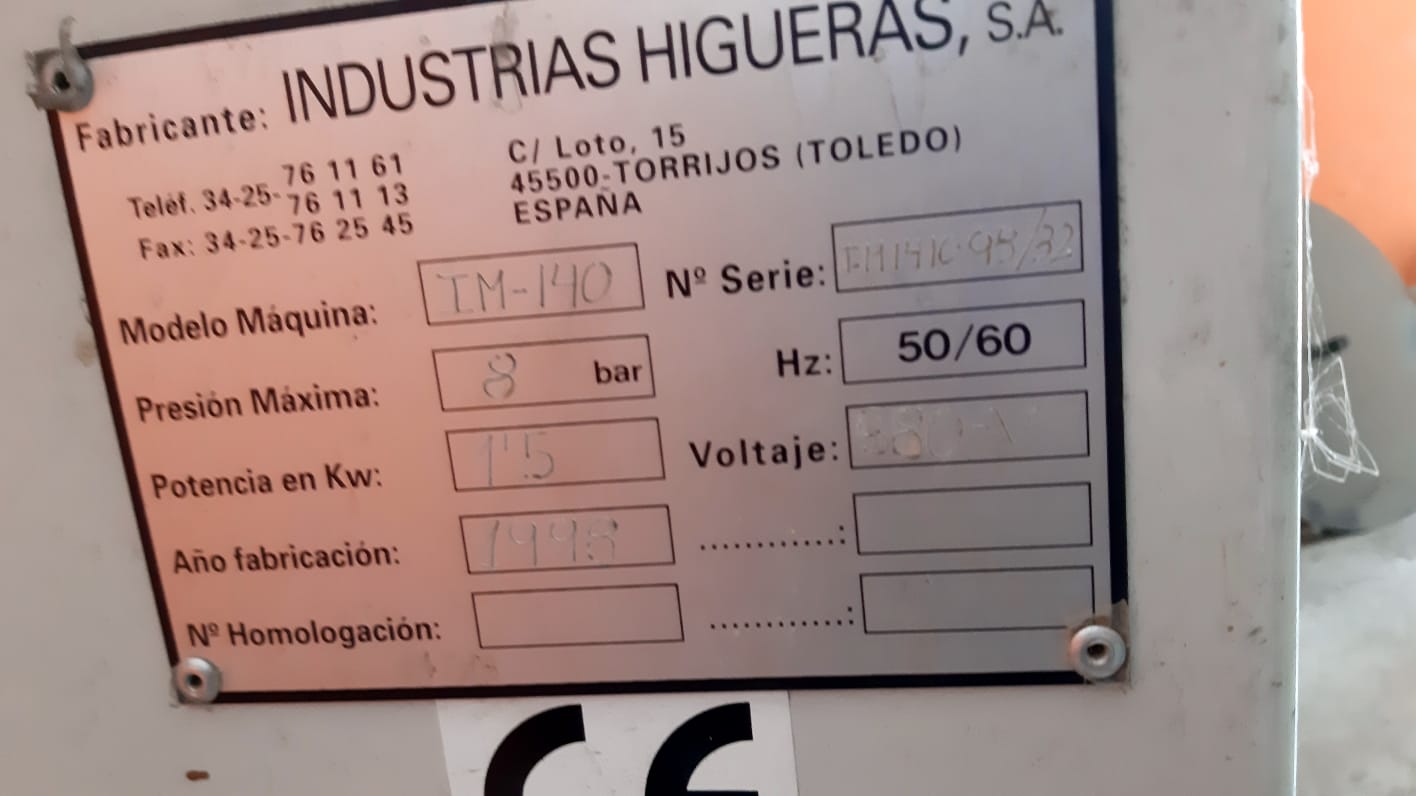 Fabricante: INDUSTRIAS HIGUERAS, S.A.
Teléf. 34-25- 76 11 61
76 11 13
Fax: 34-25-76 25 45
C/ Loto, 15
45500-TORRIJOS (TOLEDO)
ESPAÑA
Modelo Máquina: IM-140
Nº Serie:
Presión Máxima: 8 bar
Hz: 50/60
Potencia en Kw: 1'5
Voltaje:
Año fabricación: 1998
............:
Nº Homologación:
............:
CE